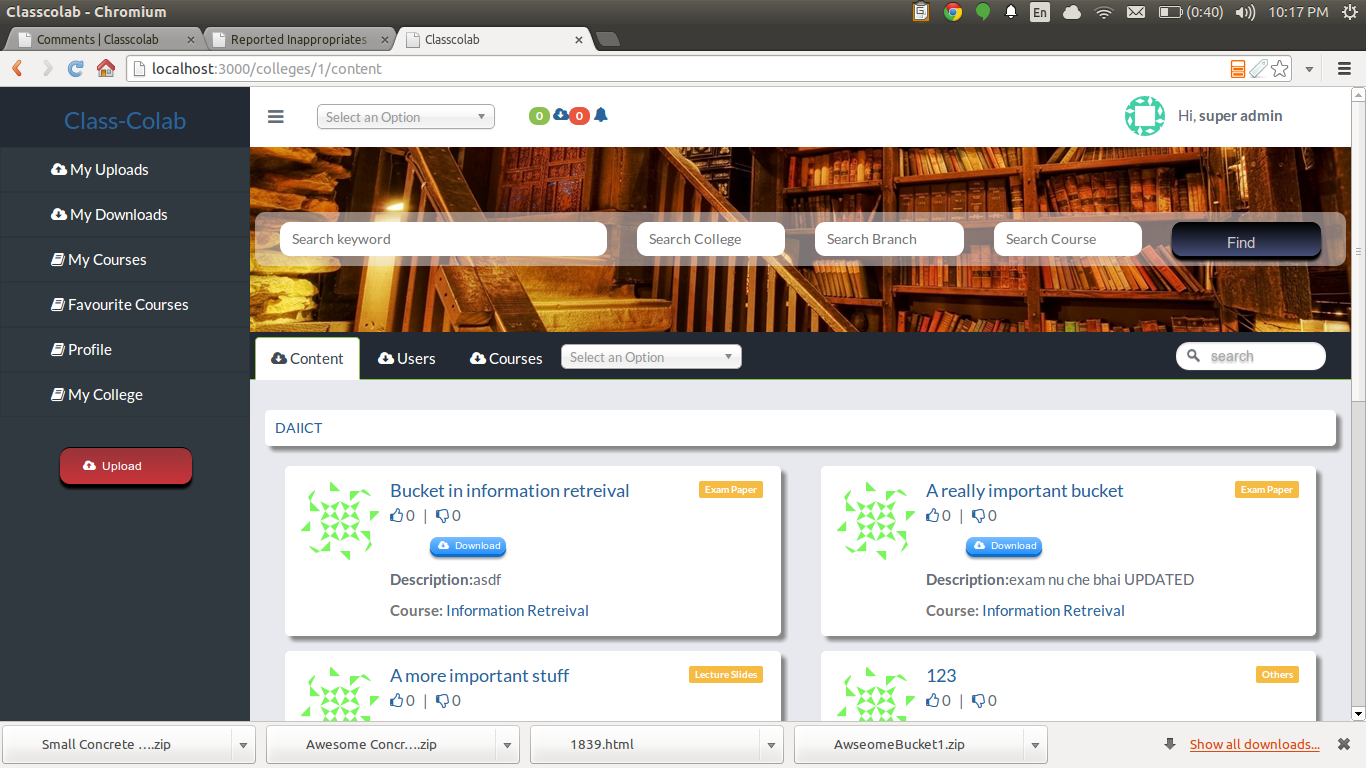 Classcolab - Chromium
En
(0:40)
10:17 PM
Comments | Classcolab
Reported Inappropriates
Classcolab
localhost:3000/colleges/1/content
Class-Colab
Select an Option
0
0
Hi, super admin
My Uploads
My Downloads
My Courses
Favourite Courses
Profile
My College
Upload
Search keyword
Search College
Search Branch
Search Course
Find
Content
Users
Courses
Select an Option
search
DAIICT
Bucket in information retreival
Exam Paper
0 | 0
Download
Description:asdf
Course: Information Retreival
A really important bucket
Exam Paper
0 | 0
Download
Description:exam nu che bhai UPDATED
Course: Information Retreival
A more important stuff
Lecture Slides
0 | 0
123
Others
0 | 0
Small Concrete ....zip
Awesome Concr....zip
1839.html
AwseomeBucket1.zip
Show all downloads...